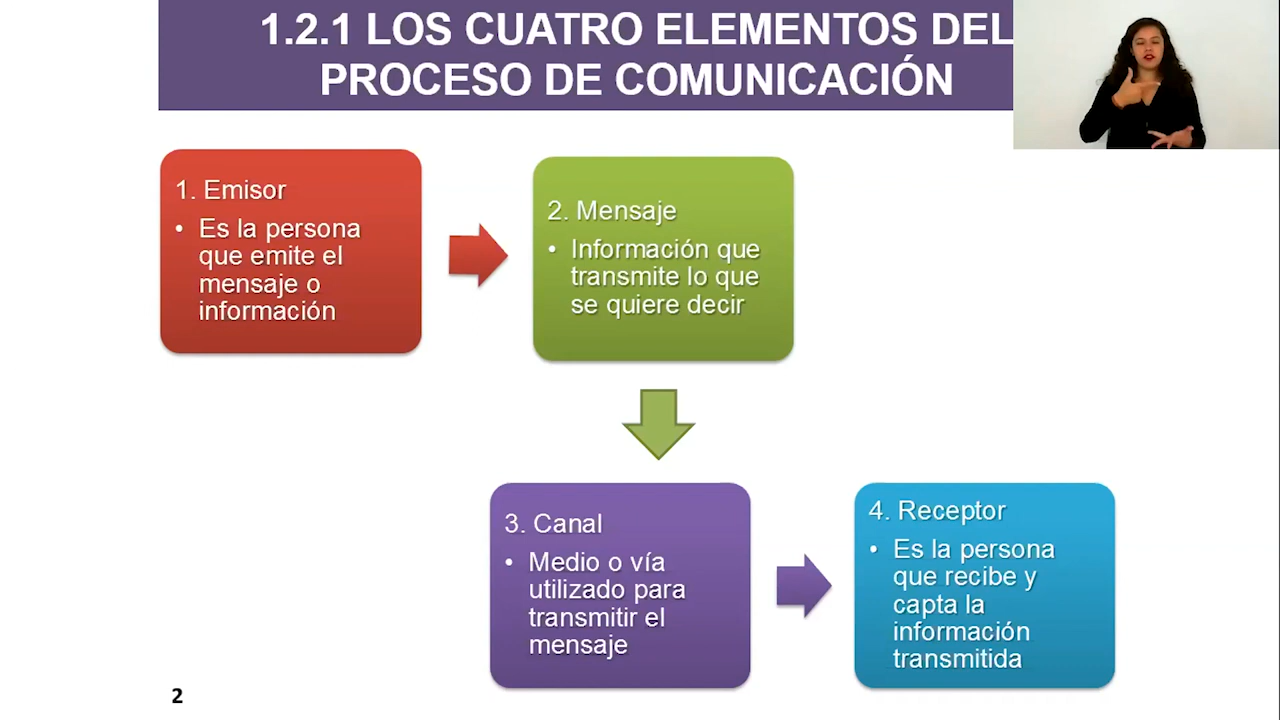 1.2.1 LOS CUATRO ELEMENTOS DEL
PROCESO DE COMUNICACIÓN
1. Emisor
• Es la persona
que emite el
mensaje o
información
2. Mensaje
• Información que
transmite lo que
se quiere decir
3. Canal
• Medio o vía
utilizado para
transmitir el
mensaje
4. Receptor
• Es la persona
que recibe y
capta la
información
transmitida
2